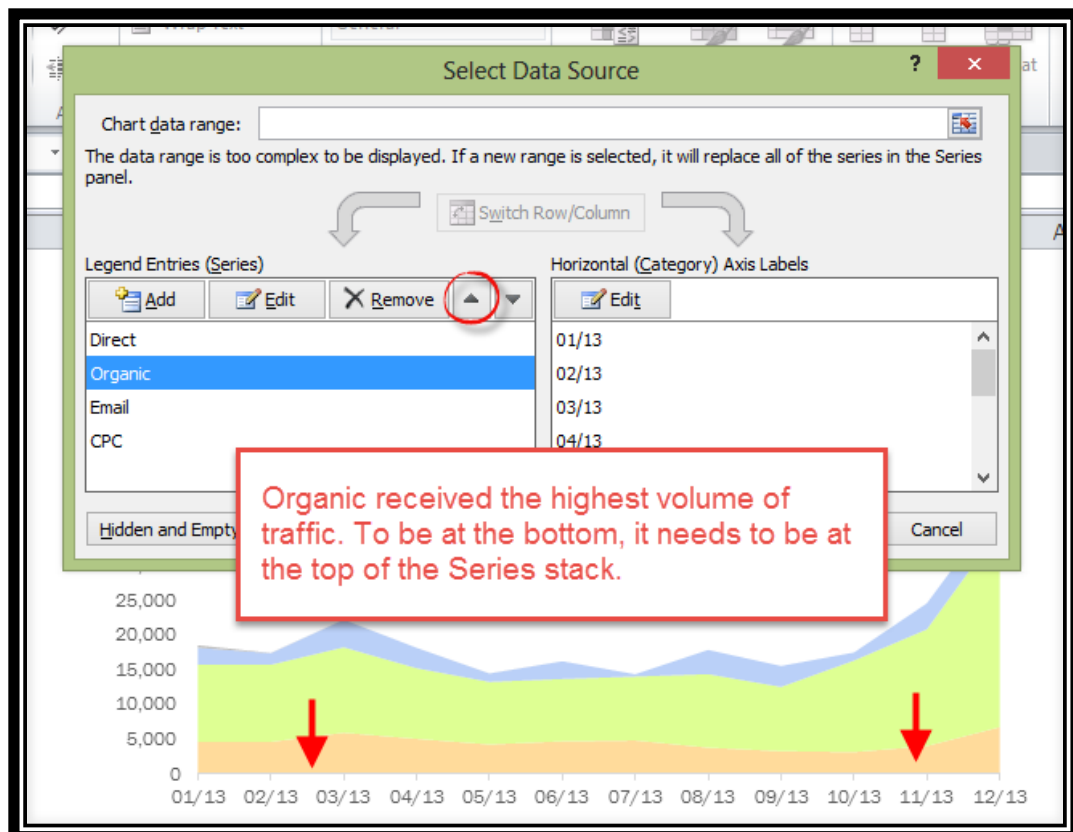 Select Data Source
?
at
Chart data range:
The data range is too complex to be displayed. If a new range is selected, it will replace all of the series in the Series
panel.
Switch Row/Column
Legend Entries (Series)
Horizontal (Category) Axis Labels
Add
Edit
Remove
Edit
Direct
01/13
Organic
02/13
Email
03/13
CPC
04/13
Organic received the highest volume of
traffic. To be at the bottom, it needs to be at
the top of the Series stack.
Hidden and Empty
Cancel
25,000
20,000
15,000
10,000
5,000
0
01/13 02/13 03/13 04/13 05/13 06/13 07/13 08/13 09/13 10/13 11/13 12/13